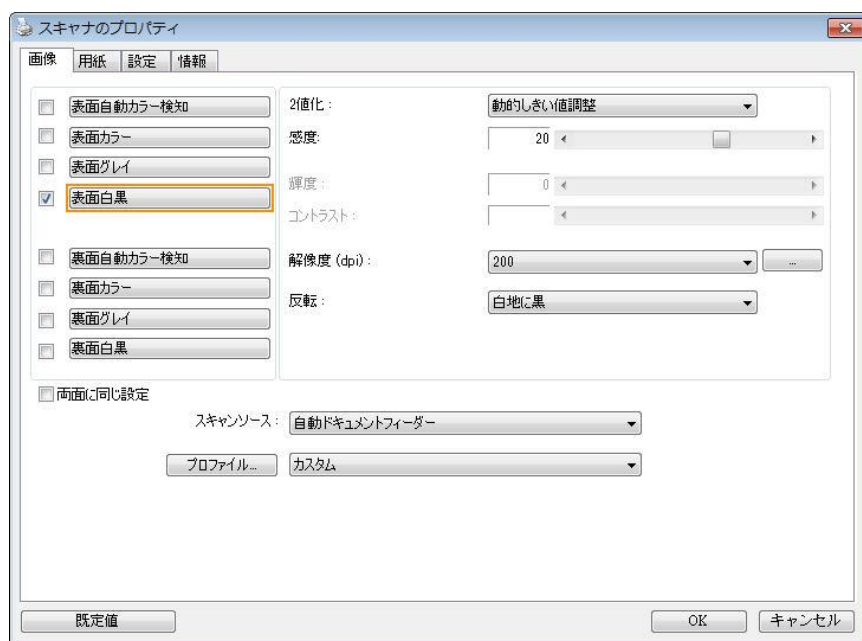 スキャナのプロパティ
画像 用紙 設定 情報
表面自動カラー検知
表面カラー
表面グレイ
表面白黒
裏面自動カラー検知
裏面カラー
裏面グレイ
裏面白黒
2値化： 動的しきい値調整
感度: 20
輝度： 0
コントラスト：
解像度 (dpi)： 200 ...
反転： 白地に黒
両面に同じ設定
スキャンソース： 自動ドキュメントフィーダー
プロファイル... カスタム
既定値 OK キャンセル